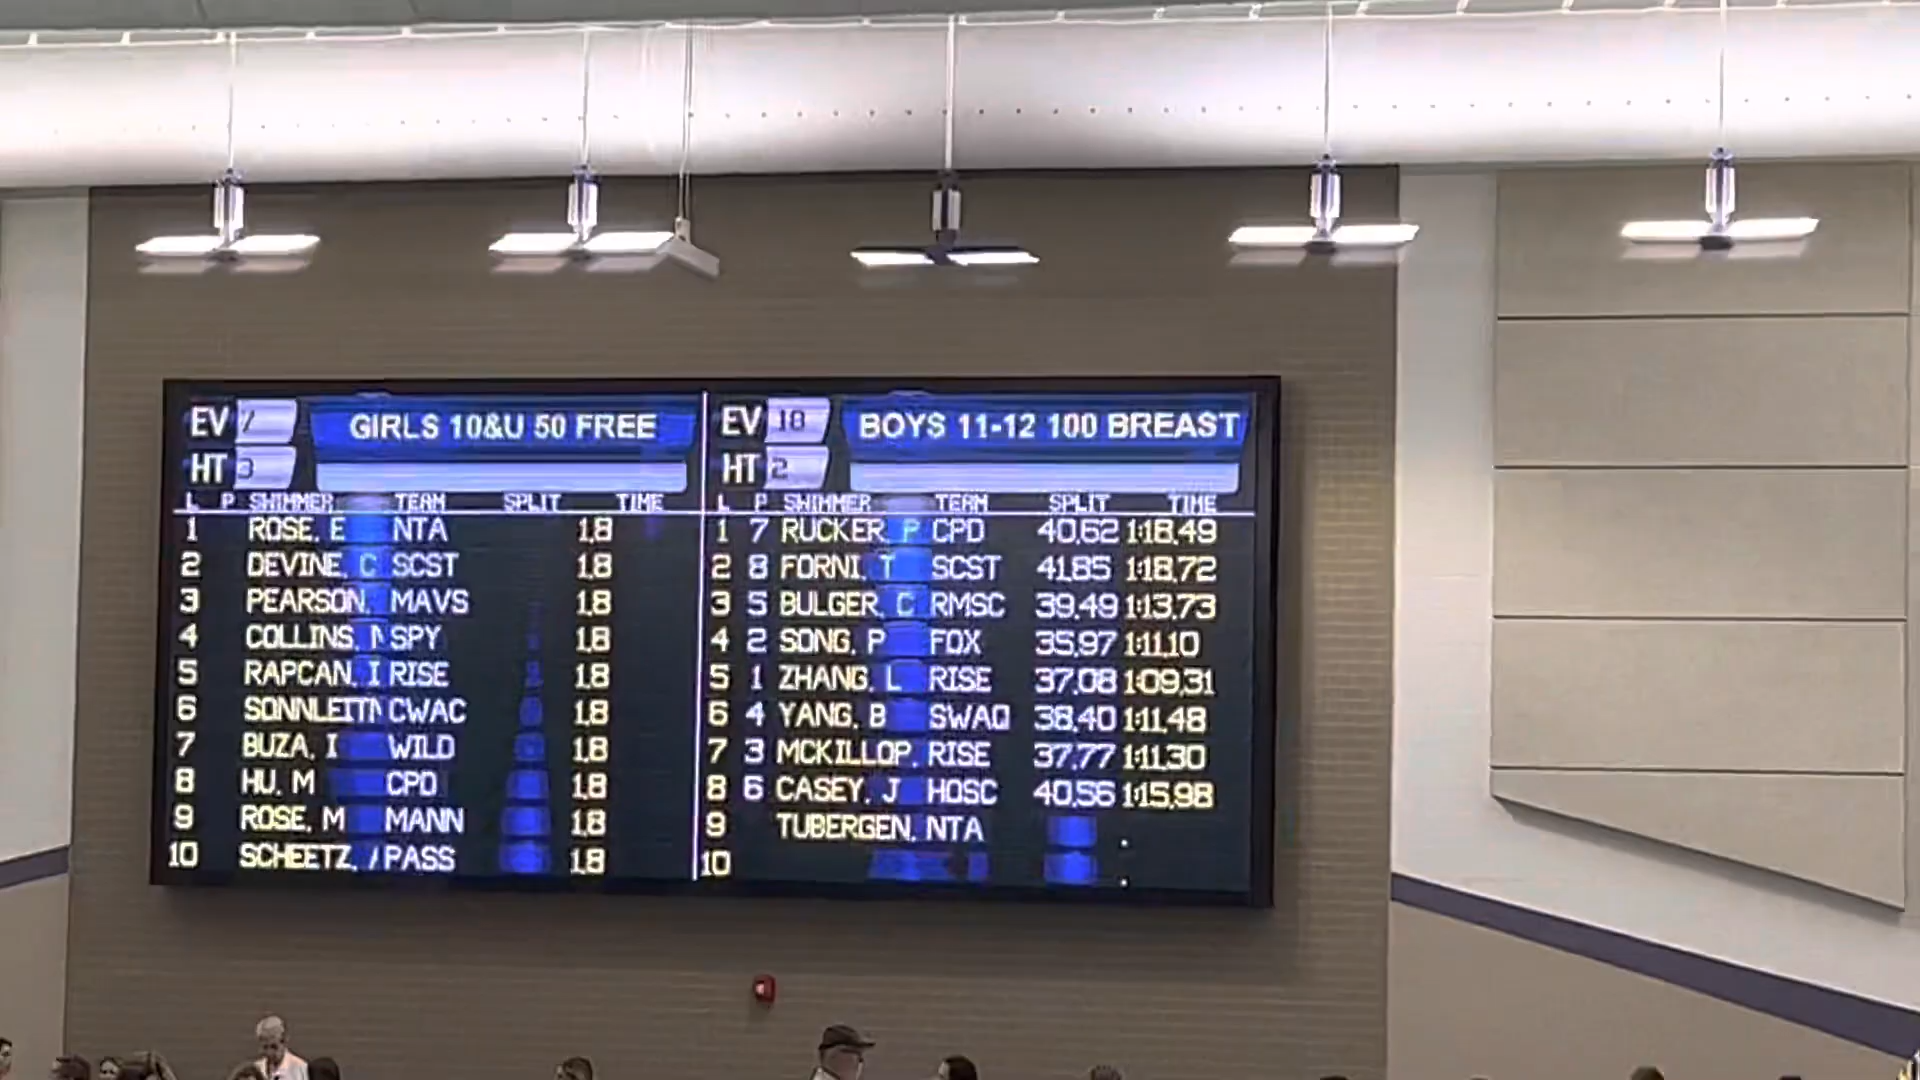 EV 7 GIRLS 10&U 50 FREE
HT 3
L P SWIMMER TEAM SPLIT TIME
1 ROSE, E NTA 1.8
2 DEVINE, C SCST 1.8
3 PEARSON, MAVS 1.8
4 COLLINS, SPY 1.8
5 RAPCAN, I RISE 1.8
6 SONNLEITN CWAC 1.8
7 BUZA, I WILD 1.8
8 HU, M CPD 1.8
9 ROSE, M MANN 1.8
10 SCHEETZ, PASS 1.8
EV 18 BOYS 11-12 100 BREAST
HT 2
L P SWIMMER TEAM SPLIT TIME
1 7 RUCKER, P CPD 40.62 1:18.49
2 8 FORNI, T SCST 41.85 1:18.72
3 5 BULGER, C RMSC 39.49 1:13.73
4 2 SONG, P FOX 35.97 1:11.10
5 1 ZHANG, L RISE 37.08 1:09.31
6 4 YANG, B SWAQ 38.40 1:11.48
7 3 MCKILLOP, RISE 37.77 1:11.30
8 6 CASEY, J HOSC 40.56 1:15.98
9 TUBERGEN, NTA .
10 .